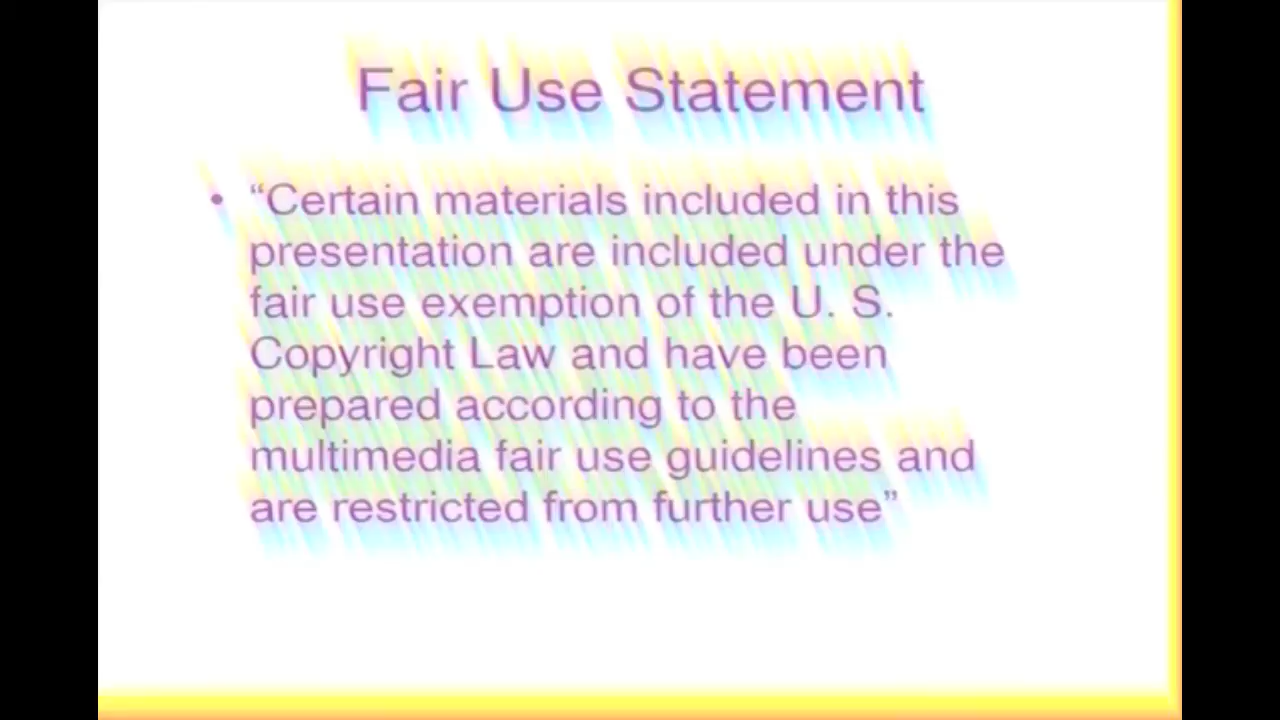 Fair Use Statement
• “Certain materials included in this
presentation are included under the
fair use exemption of the U. S.
Copyright Law and have been
prepared according to the
multimedia fair use guidelines and
are restricted from further use”